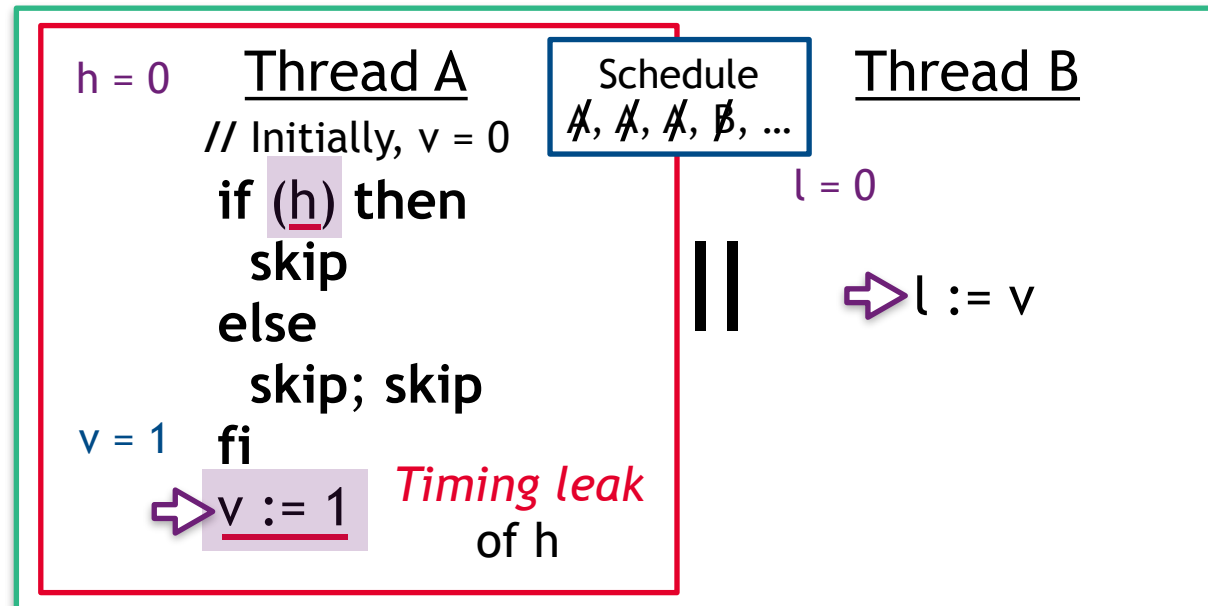 h = 0
Thread A
// Initially, v = 0
if (h) then
skip
else
skip; skip
fi
v = 1
v := 1
Timing leak
of h
Schedule
A, A, A, B, ...
Thread B
l = 0
||
l := v